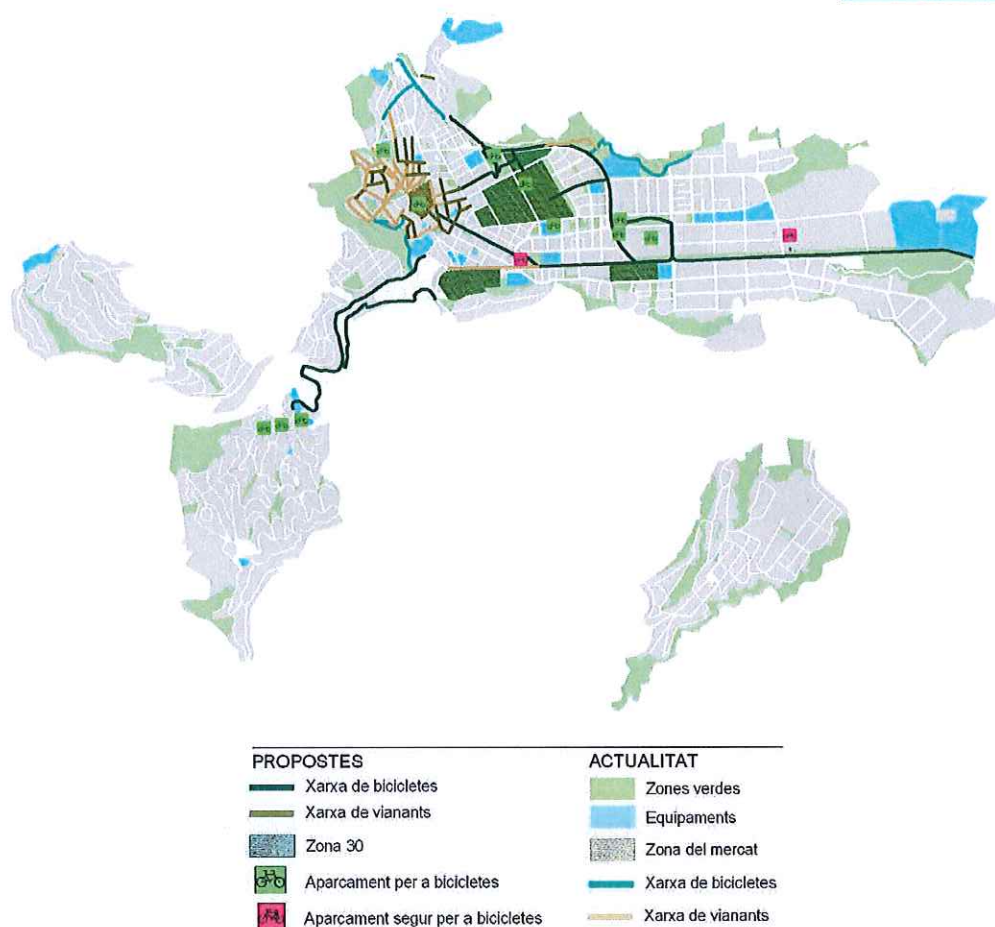 PROPOSTES
Xarxa de bicicletes
Xarxa de vianants
Zona 30
Aparcament per a bicicletes
Aparcament segur per a bicicletes
ACTUALITAT
Zones verdes
Equipaments
Zona del mercat
Xarxa de bicicletes
Xarxa de vianants